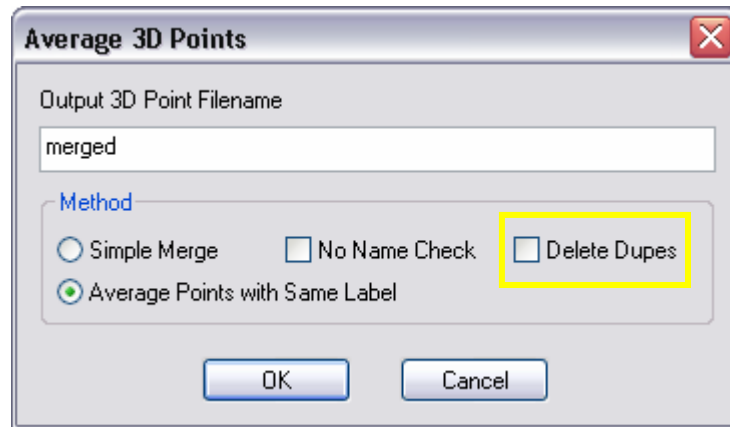 Average 3D Points
Output 3D Point Filename
merged
Method
Simple Merge No Name Check Delete Dupes
Average Points with Same Label
OK Cancel